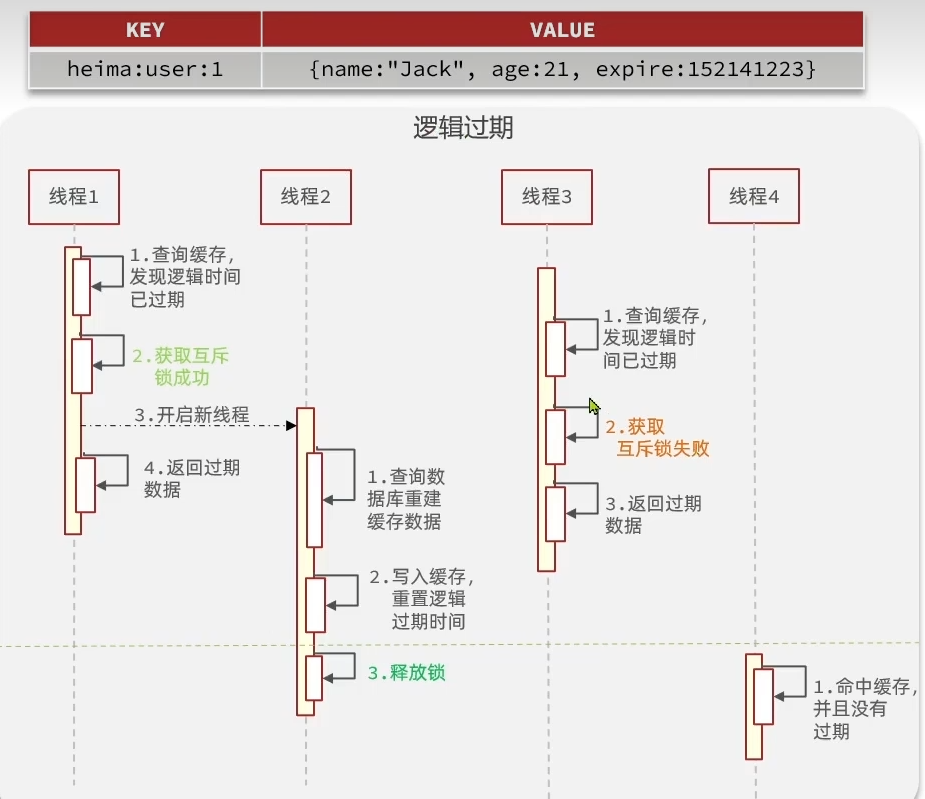 KEY VALUE
heima:user:1 {name:"Jack", age:21, expire:152141223}
逻辑过期
线程1 线程2 线程3 线程4
1.查询缓存,
发现逻辑时间
已过期
2.获取互斥
锁成功
3.开启新线程
4.返回过期
数据
1.查询数
据库重建
缓存数据
2.写入缓存,
重置逻辑
过期时间
3.释放锁
1.查询缓存,
发现逻辑时
间已过期
2.获取
互斥锁失败
3.返回过期
数据
1.命中缓存,
并且没有
过期